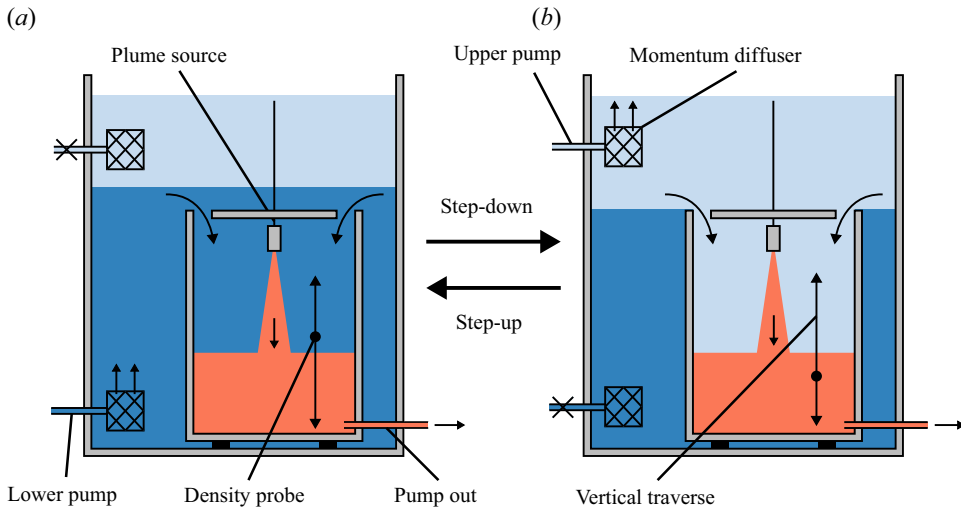 (a)
(b)
Plume source
Upper pump
Momentum diffuser
Step-down
Step-up
Lower pump
Density probe
Pump out
Vertical traverse